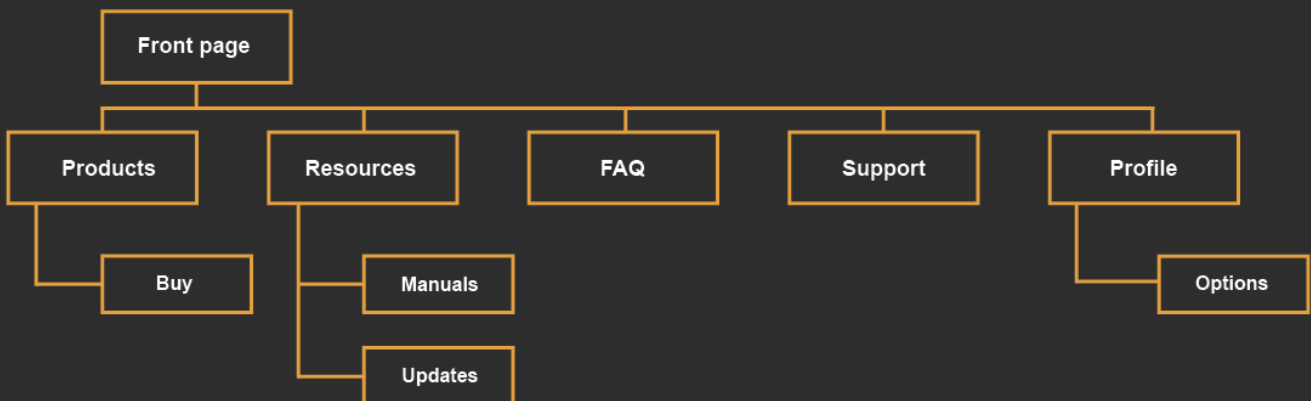 Front page
Products
Resources
FAQ
Support
Profile
Buy
Manuals
Options
Updates